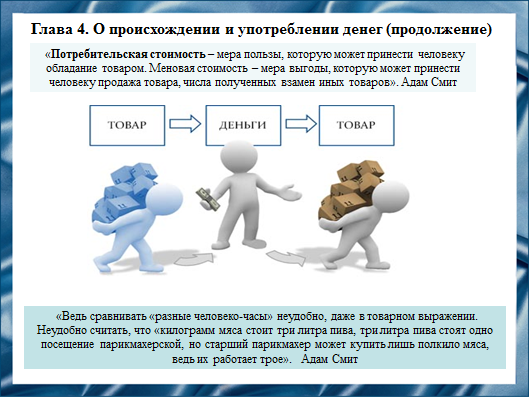 Глава 4. О происхождении и употреблении денег (продолжение)
«Потребительская стоимость – мера пользы, которую может принести человеку
обладание товаром. Меновая стоимость – мера выгоды, которую может принести
человеку продажа товара, числа полученных взамен иных товаров». Адам Смит
ТОВАР ДЕНЬГИ ТОВАР
«Ведь сравнивать «разные человеко-часы» неудобно, даже в товарном выражении.
Неудобно считать, что «килограмм мяса стоит три литра пива, три литра пива стоят одно
посещение парикмахерской, но старший парикмахер может купить лишь полкило мяса,
ведь их работает трое». Адам Смит